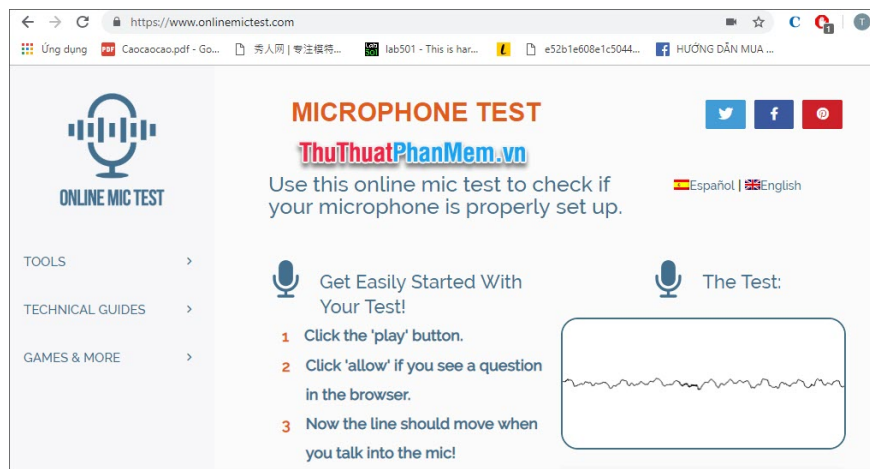 https://www.onlinemictest.com
Ứng dụng
Caocaocao.pdf - Go...
秀人网 | 专注模特...
lab501 - This is har...
e52b1e608e1c5044...
HƯỚNG DẪN MUA ...
ONLINE MIC TEST
TOOLS
TECHNICAL GUIDES
GAMES & MORE
MICROPHONE TEST
ThuThuatPhanMem.vn
Use this online mic test to check if
your microphone is properly set up.
Español | English
Get Easily Started With
Your Test!
1 Click the 'play' button.
2 Click 'allow' if you see a question
in the browser.
3 Now the line should move when
you talk into the mic!
The Test: